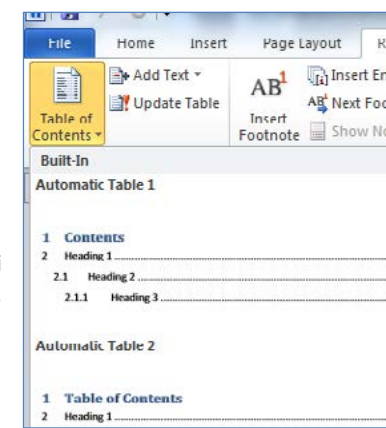 File Home Insert Page Layout R
Add Text
Update Table
Table of
Contents
AB1
Insert
Footnote
Insert En
AB Next Foo
Show No
Built-In
Automatic Table 1
1 Contents
2 Heading 1
2.1 Heading 2
2.1.1 Heading 3
Automatic Table 2
1 Table of Contents
2 Heading 1